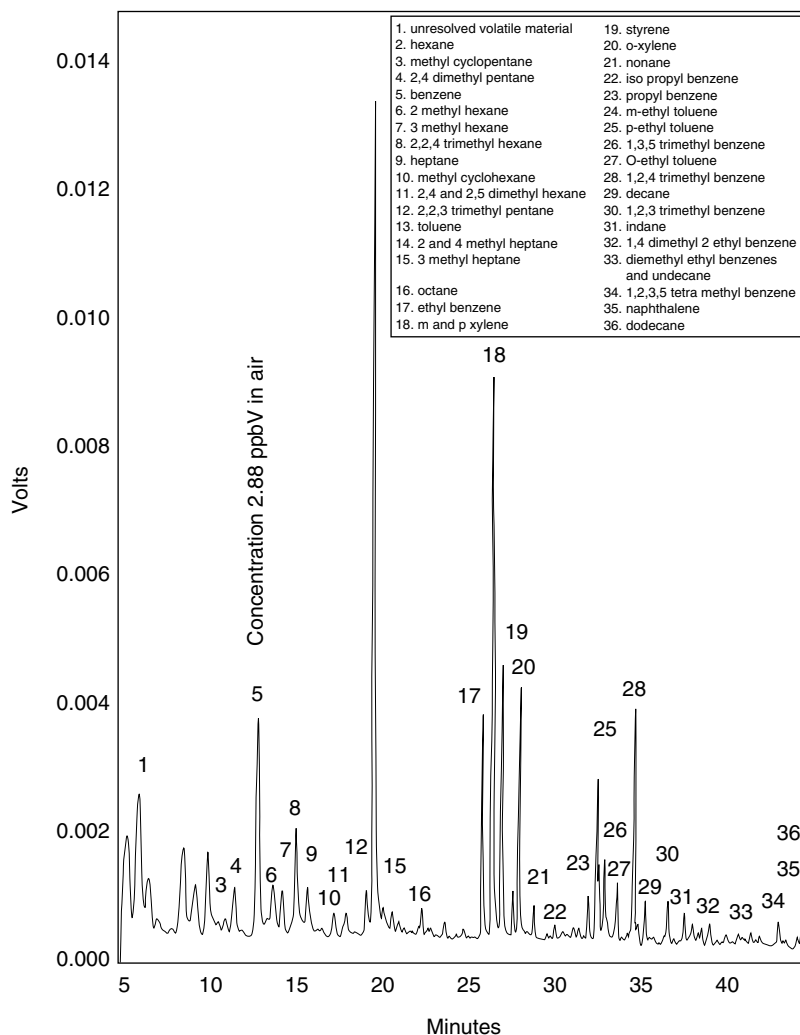 1. unresolved volatile material
2. hexane
3. methyl cyclopentane
4. 2,4 dimethyl pentane
5. benzene
6. 2 methyl hexane
7. 3 methyl hexane
8. 2,2,4 trimethyl hexane
9. heptane
10. methyl cyclohexane
11. 2,4 and 2,5 dimethyl hexane
12. 2,2,3 trimethyl pentane
13. toluene
14. 2 and 4 methyl heptane
15. 3 methyl heptane
16. octane
17. ethyl benzene
18. m and p xylene
19. styrene
20. o-xylene
21. nonane
22. iso propyl benzene
23. propyl benzene
24. m-ethyl toluene
25. p-ethyl toluene
26. 1,3,5 trimethyl benzene
27. O-ethyl toluene
28. 1,2,4 trimethyl benzene
29. decane
30. 1,2,3 trimethyl benzene
31. indane
32. 1,4 dimethyl 2 ethyl benzene
33. diemethyl ethyl benzenes
and undecane
34. 1,2,3,5 tetra methyl benzene
35. naphthalene
36. dodecane
0.014
0.012
0.010
0.008
0.006
0.004
0.002
0.000
Volts
Concentration 2.88 ppbV in air
1
3
4
5
6
7
8
9
10
11
12
15
16
17
18
19
20
21
22
23
25
26
27
28
29
30
31
32
33
34
35
36
5 10 15 20 25 30 35 40
Minutes